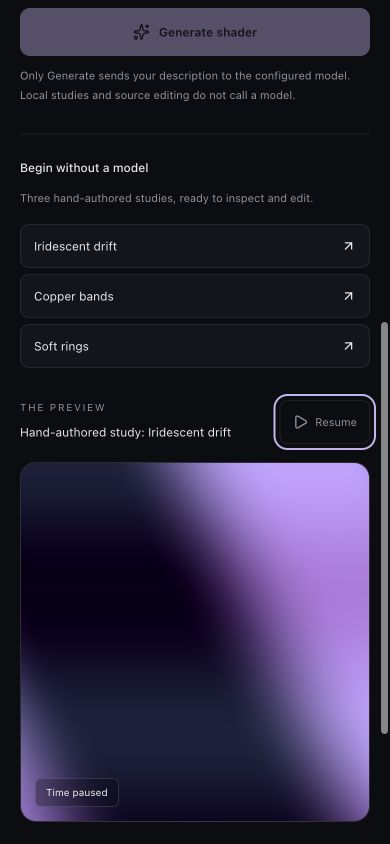 Generate shader
Only Generate sends your description to the configured model.
Local studies and source editing do not call a model.
Begin without a model
Three hand-authored studies, ready to inspect and edit.
Iridescent drift
Copper bands
Soft rings
THE PREVIEW
Hand-authored study: Iridescent drift
Resume
Time paused